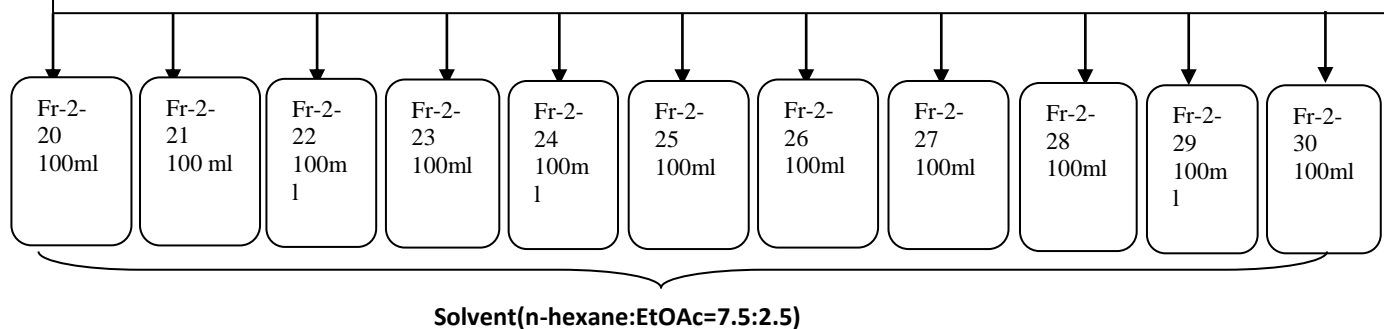 Fr-2-
20
100ml
Fr-2-
21
100 ml
Fr-2-
22
100m
l
Fr-2-
23
100ml
Fr-2-
24
100m
l
Fr-2-
25
100ml
Fr-2-
26
100ml
Fr-2-
27
100ml
Fr-2-
28
100ml
Fr-2-
29
100m
l
Fr-2-
30
100ml
Solvent(n-hexane:EtOAc=7.5:2.5)